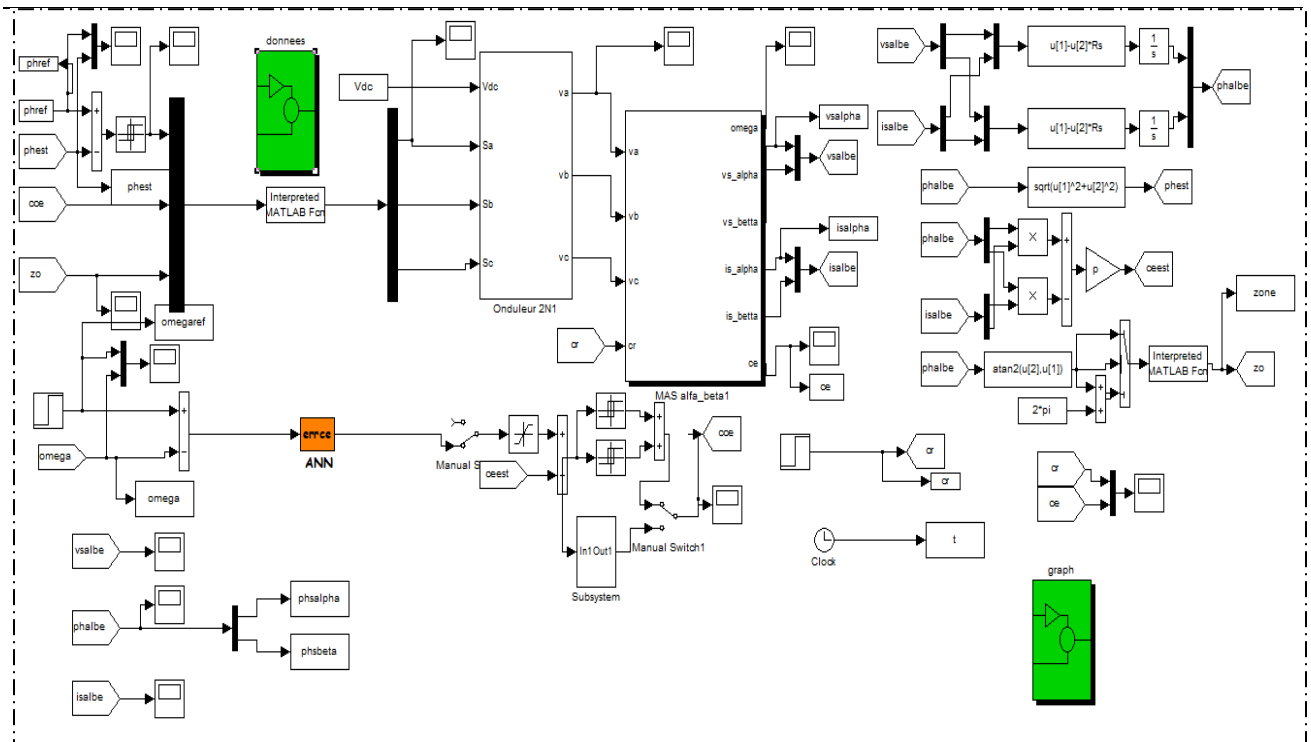 phref
phref
+
-
phest
phest
cce
zo
omegaref
+
-
omega
omega
donnees
Interpreted
MATLAB Fcn
Vdc
Vdc
Sa
Sb
Sc
va
vb
vc
Onduleur 2N1
va
vb
vc
cr
cr
omega
vs_alpha
vs_betta
is_alpha
is_betta
ce
MAS alfa_beta1
vsalpha
vsalbe
isalpha
isalbe
ce
errce
ANN
Manual S
ceest
+
-
+
+
cce
In1Out1
Subsystem
Manual Switch1
cr
cr
Clock
t
vsalbe
isalbe
u[1]-u[2]*Rs
1
s
u[1]-u[2]*Rs
1
s
phalbe
phalbe
sqrt(u[1]^2+u[2]^2)
phest
phalbe
isalbe
X
X
+
-
p
ceest
phalbe
atan2(u[2],u[1])
2*pi
+
+
Interpreted
MATLAB Fcn
zone
zo
cr
ce
graph
vsalbe
phalbe
phsalpha
phsbeta
isalbe